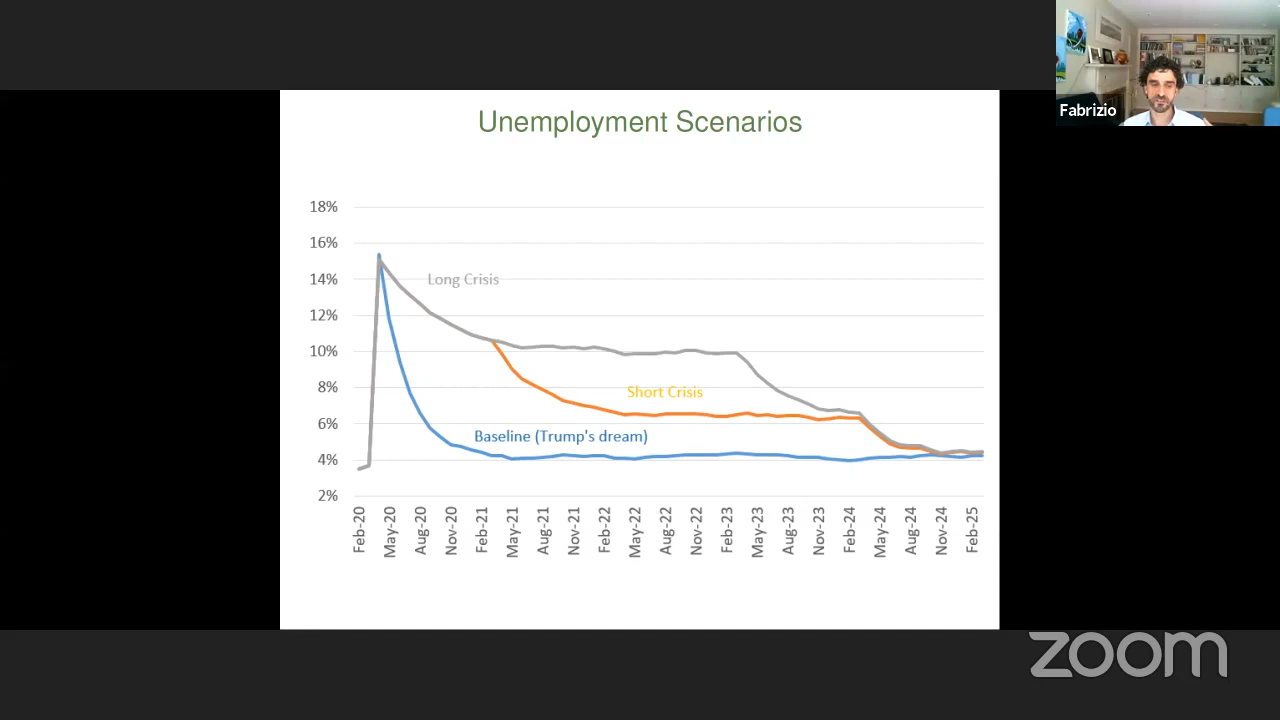 Fabrizio
Unemployment Scenarios
18%
16%
14%
12%
10%
8%
6%
4%
2%
Long Crisis
Short Crisis
Baseline (Trump's dream)
Feb-20
May-20
Aug-20
Nov-20
Feb-21
May-21
Aug-21
Nov-21
Feb-22
May-22
Aug-22
Nov-22
Feb-23
May-23
Aug-23
Nov-23
Feb-24
May-24
Aug-24
Nov-24
Feb-25
zoom